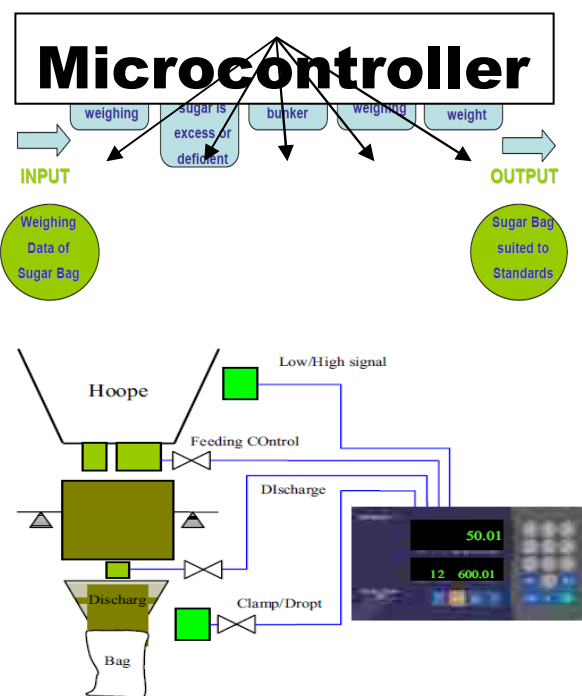 Microcontroller
weighing
sugar is
excess or
deficient
bunker
weighing
weight
INPUT
OUTPUT
Weighing
Data of
Sugar Bag
Sugar Bag
suited to
Standards
Low/High signal
Hoope
Feeding COntrol
DIscharge
50.01
12 600.01
Discharg
Clamp/Dropt
Bag